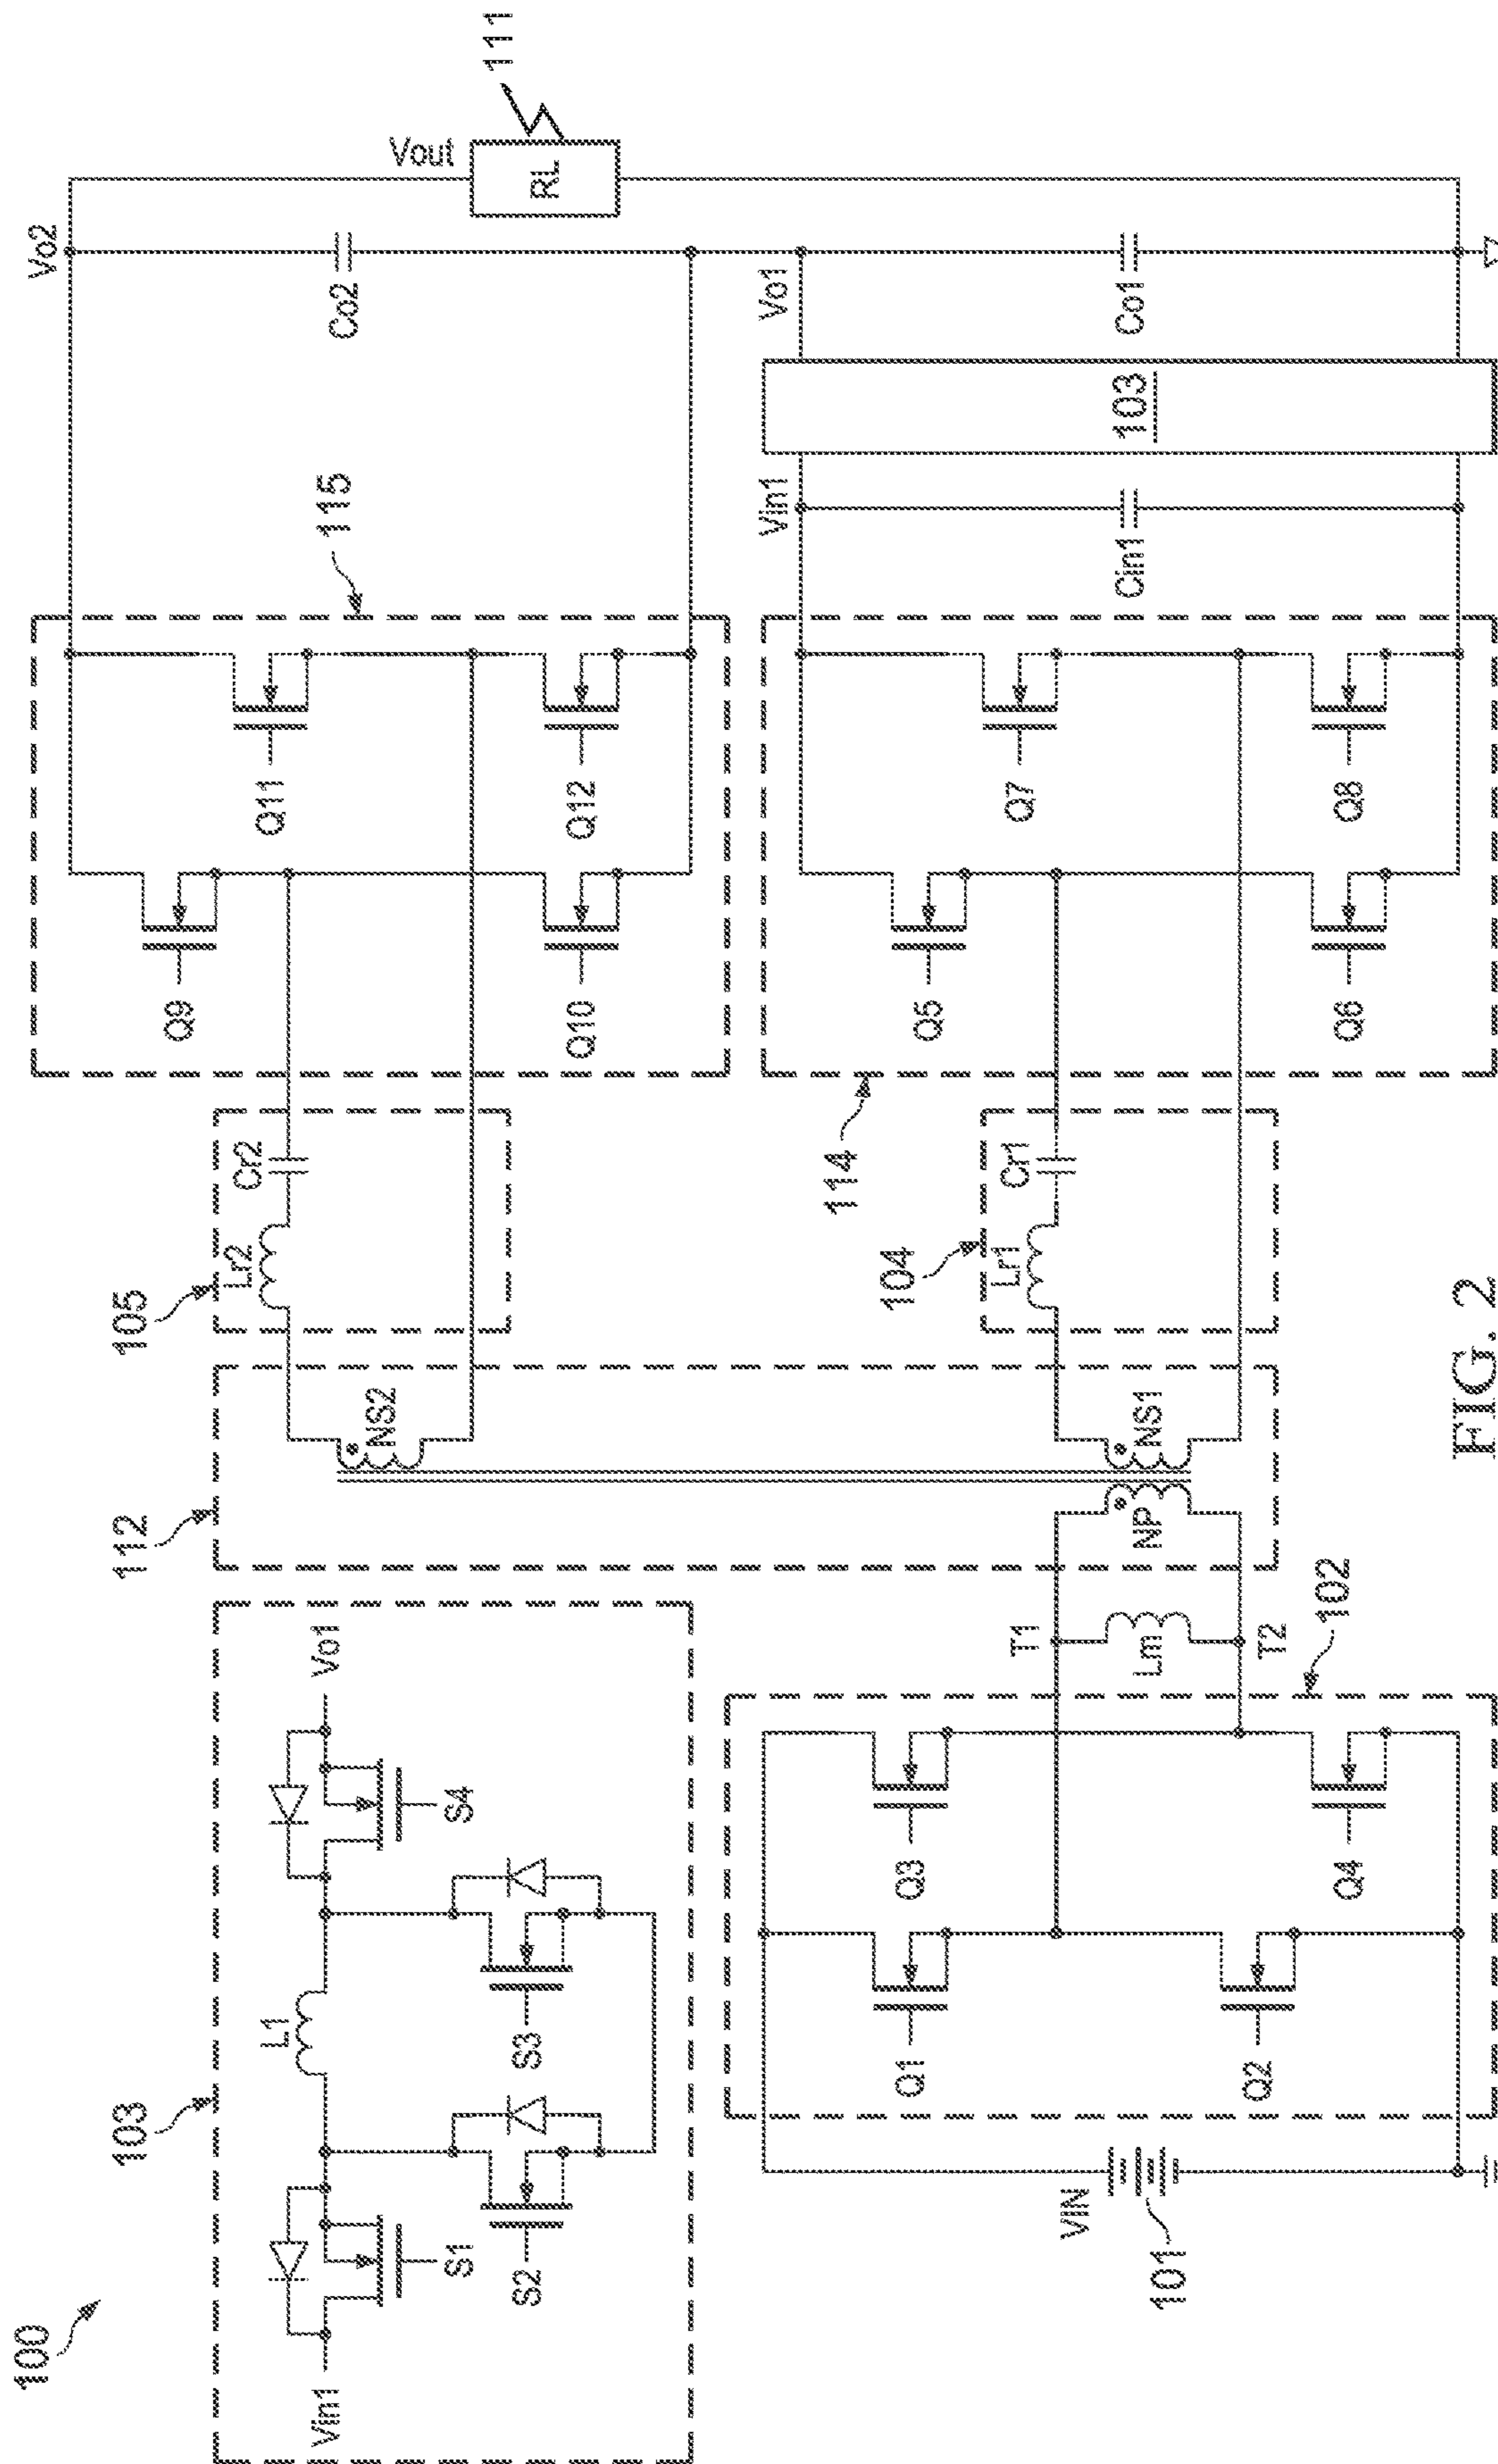 100
103
Vin1
S1
S2
L1
S3
S4
Vo1
101
VIN
102
Q1
Q2
Q3
Q4
T1
Lm
T2
112
NP
NS1
NS2
105
Lr2
Cr2
104
Lr1
Cr1
115
Q9
Q10
Q11
Q12
114
Q5
Q6
Q7
Q8
Vin1
Cin1
103
Vo1
Co1
Vo2
Co2
Vout
RL
111
FIG. 2